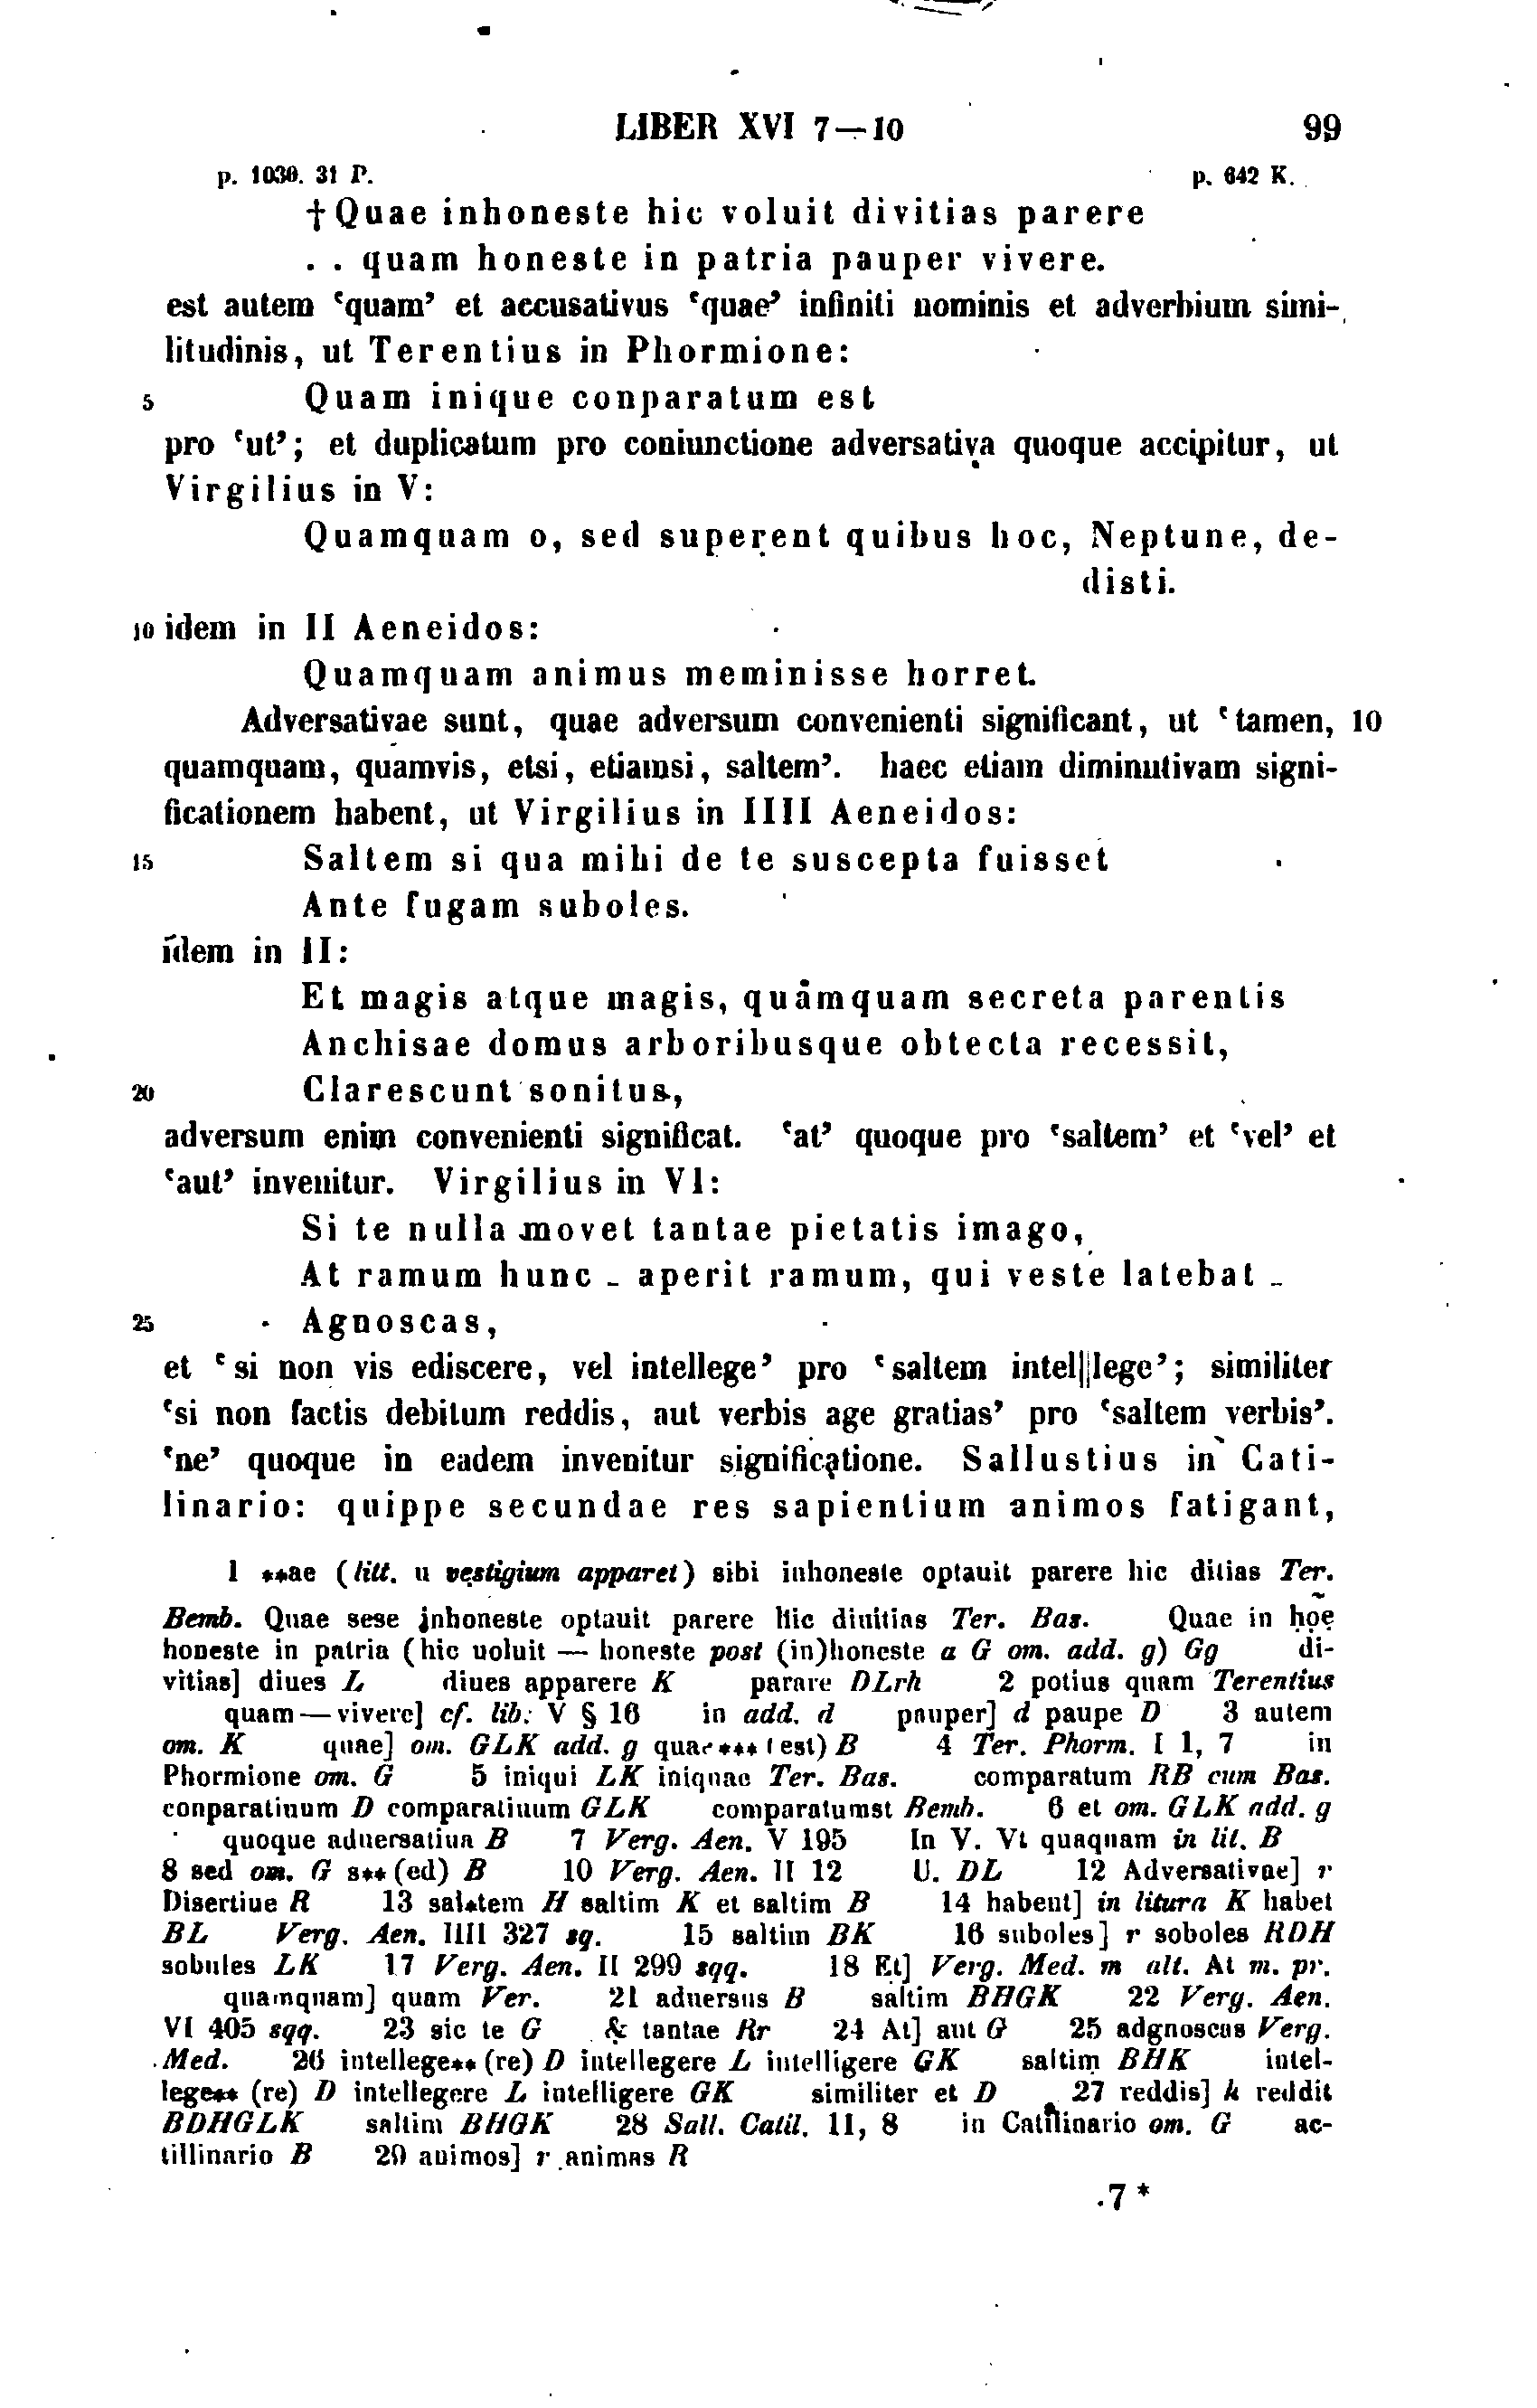 LIBER XVI 7—10 99
p. 1030. 31 P. p. 642 K.
†Quae inhoneste hic voluit divitias parere
. . quam honeste in patria pauper vivere.
est autem ‘quam’ et accusativus ‘quae’ infiniti nominis et adverbium simi-
litudinis, ut Terentius in Phormione:
5 Quam inique conparatum est
pro ‘ut’; et duplicatum pro coniunctione adversativa quoque accipitur, ut
Virgilius in V:
Quamquam o, sed superent quibus hoc, Neptune, de-
disti.
10 idem in II Aeneidos:
Quamquam animus meminisse horret.
Adversativae sunt, quae adversum convenienti significant, ut ‘tamen, 10
quamquam, quamvis, etsi, etiamsi, saltem’. haec etiam diminutivam signi-
ficationem habent, ut Virgilius in IIII Aeneidos:
15 Saltem si qua mihi de te suscepta fuisset
Ante fugam suboles.
idem in II:
Et magis atque magis, quamquam secreta parentis
Anchisae domus arboribusque obtecta recessit,
20 Clarescunt sonitus,
adversum enim convenienti significat. ‘at’ quoque pro ‘saltem’ et ‘vel’ et
‘aut’ invenitur. Virgilius in VI:
Si te nulla movet tantae pietatis imago,
At ramum hunc - aperit ramum, qui veste latebat -
25 Agnoscas,
et ‘si non vis ediscere, vel intellege’ pro ‘saltem intel||lege’; similiter
‘si non factis debitum reddis, aut verbis age gratias’ pro ‘saltem verbis’.
‘ne’ quoque in eadem invenitur significatione. Sallustius in Cati-
linario: quippe secundae res sapientium animos fatigant,
1 **ae (litt. u vestigium apparet) sibi inhoneste optauit parere hic ditias Ter.
Bemb. Quae sese inhoneste optauit parere hic diuitias Ter. Bas. Quae in
honeste in patria (hic uoluit — honeste post (in)honeste a G om. add. g) Gg di-
vitias] diues L diues apparere K parare DLrh 2 potius quam Terentius
quam — vivere] cf. lib. V § 16 in add. d pauper] d paupe D 3 autem
om. K quae] om. GLK add. g quae*** (est) B 4 Ter. Phorm. I 1, 7 in
Phormione om. G 5 iniqui LK iniquae Ter. Bas. comparatum RB cum Bas.
conparatiuum D comparatiuum GLK comparatumst Bemb. 6 et om. GLK add. g
quoque aduersatiua B 7 Verg. Aen. V 195 In V. Vt quaquam in lit. B
8 sed om. G s** (ed) B 10 Verg. Aen. II 12 U. DL 12 Adversativae] r
Disertiue R 13 sal*tem H saltim K et saltim B 14 habent] in litura K habet
BL Verg. Aen. IIII 327 sq. 15 saltim BK 16 suboles] r soboles RDH
sobules LK 17 Verg. Aen. II 299 sqq. 18 Et] Verg. Med. m alt. At m. pr.
quamquam] quam Ver. 21 aduersus B saltim BHGK 22 Verg. Aen.
VI 405 sqq. 23 sic te G & tantae Rr 24 At] aut G 25 adgnoscas Verg.
Med. 26 intellege** (re) D intellegere L intelligere GK saltim BHK intel-
lege** (re) D intellegere L intelligere GK similiter et D 27 reddis] h reddit
BDHGLK saltim BHGK 28 Sall. Catil. 11, 8 in Catilinario om. G ac-
tillinario B 29 animos] r animas R
7*